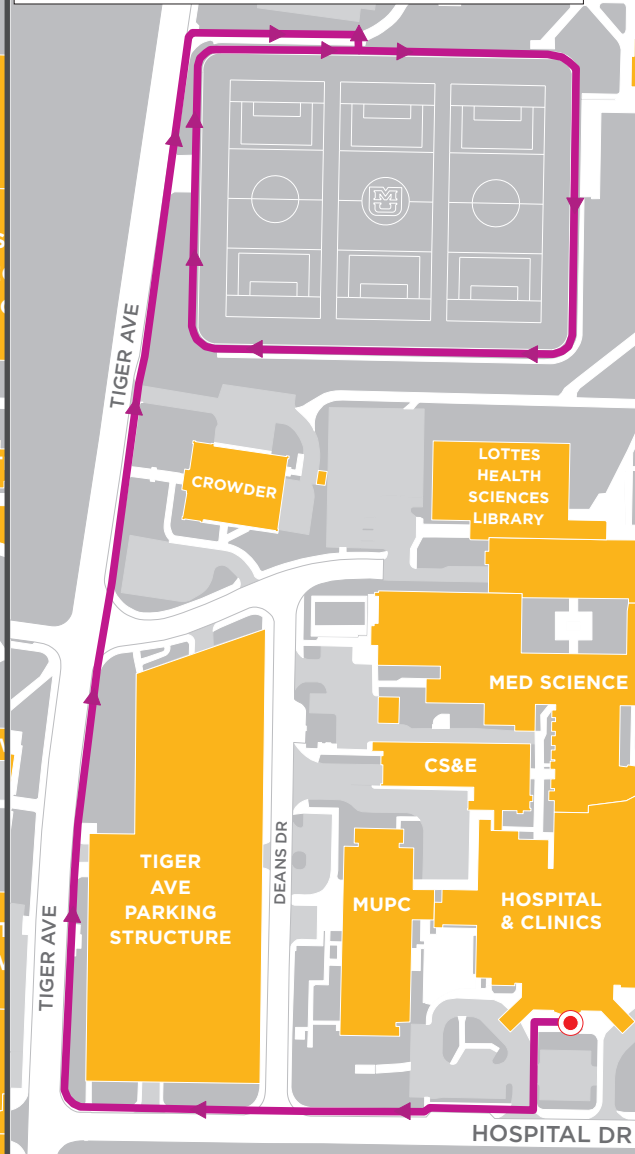 TIGER AVE
CROWDER
LOTTES
HEALTH
SCIENCES
LIBRARY
MED SCIENCE
CS&E
TIGER
AVE
PARKING
STRUCTURE
DEANS DR
MUPC
HOSPITAL
& CLINICS
TIGER AVE
HOSPITAL DR